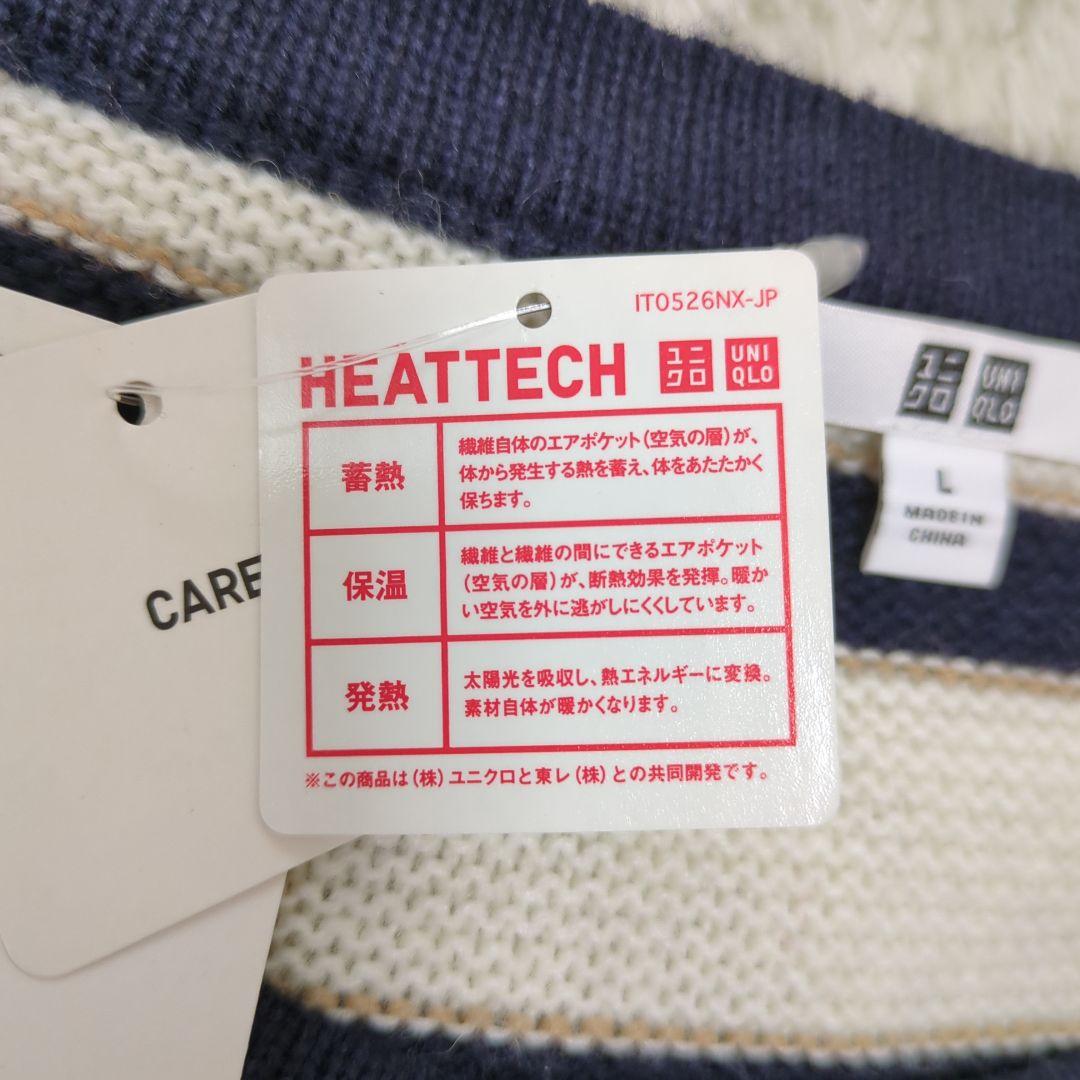 IT0526NX-JP
HEATTECH
ユニ
クロ
UNI
QLO
蓄熱
繊維自体のエアポケット(空気の層)が、
体から発生する熱を蓄え、体をあたたかく
保ちます。
保温
繊維と繊維の間にできるエアポケット
(空気の層)が、断熱効果を発揮。暖か
い空気を外に逃がしにくくしています。
発熱
太陽光を吸収し、熱エネルギーに変換。
素材自体が暖かくなります。
※この商品は(株)ユニクロと東レ(株)との共同開発です。
CARE
ユニ
クロ
UNI
QLO
L
MADE IN
CHINA